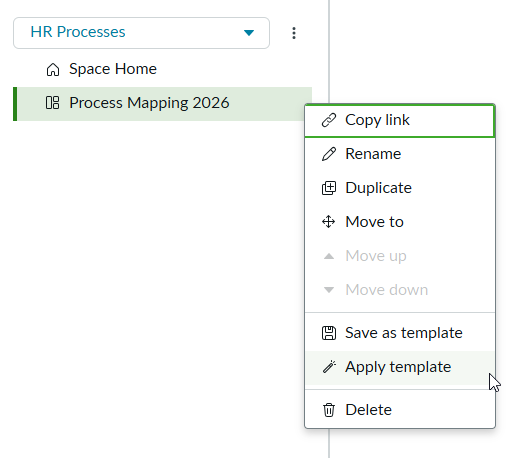 HR Processes
Space Home
Process Mapping 2026
Copy link
Rename
Duplicate
Move to
Move up
Move down
Save as template
Apply template
Delete